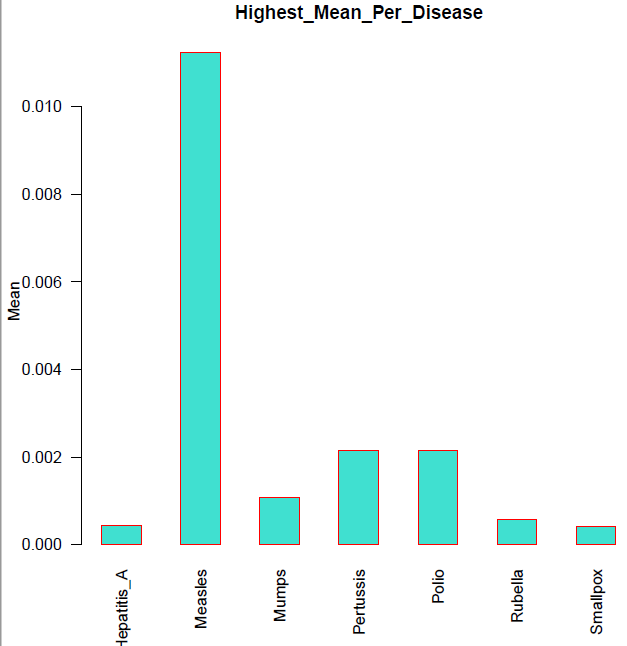 Highest_Mean_Per_Disease
0.010
0.008
0.006
0.004
0.002
0.000
Mean
Hepatitis_A
Measles
Mumps
Pertussis
Polio
Rubella
Smallpox